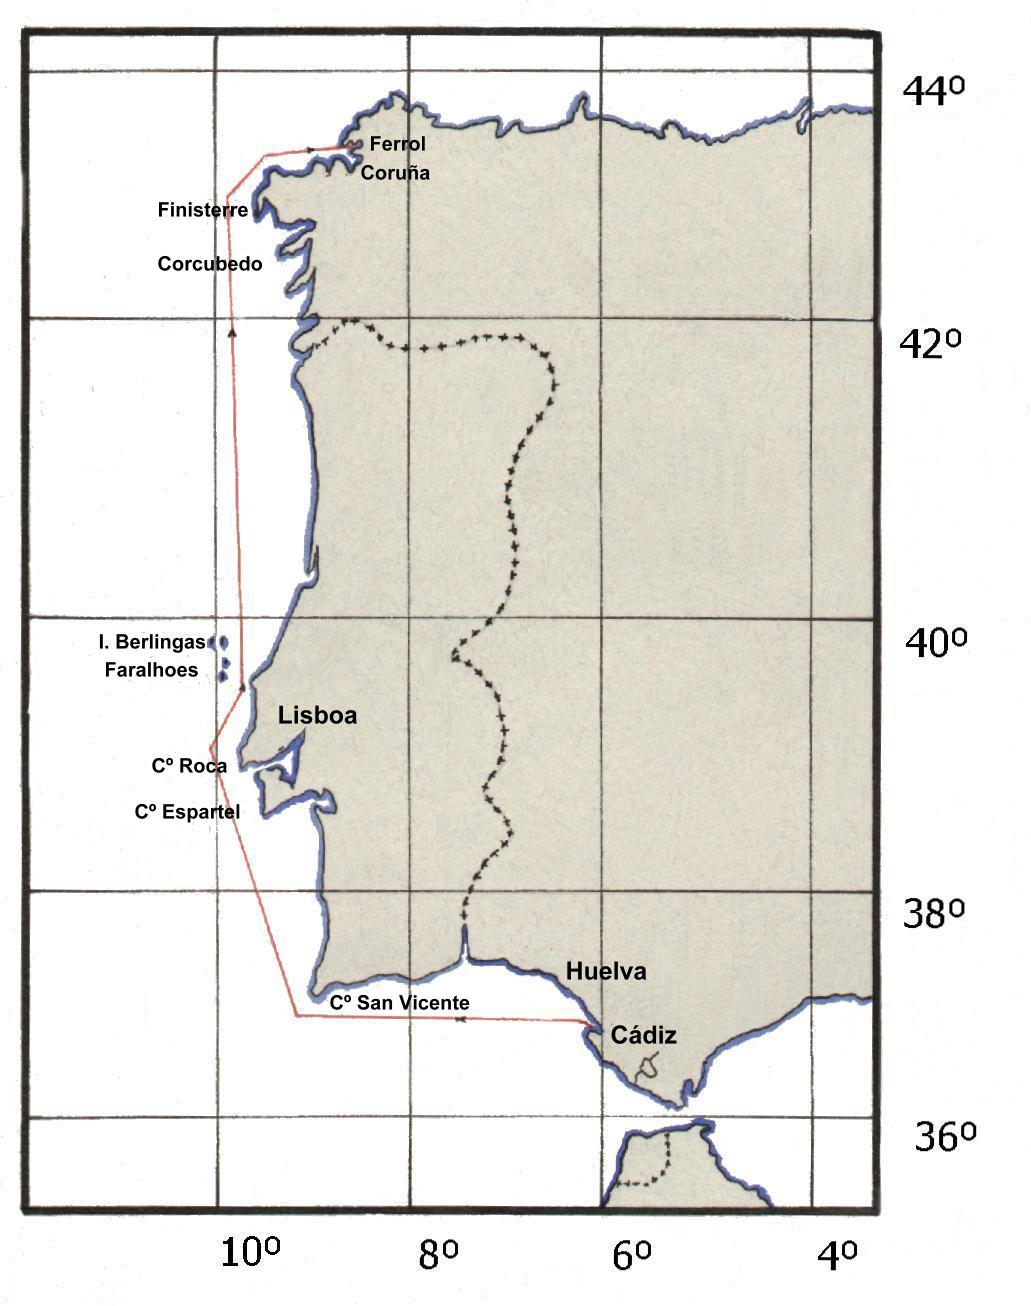 44º
Ferrol
Coruña
Finisterre
Corcubedo
42º
I. Berlingas
Faralhoes
40º
Lisboa
Cº Roca
Cº Espartel
38º
Huelva
Cº San Vicente
Cádiz
36º
10º 8º 6º 4º